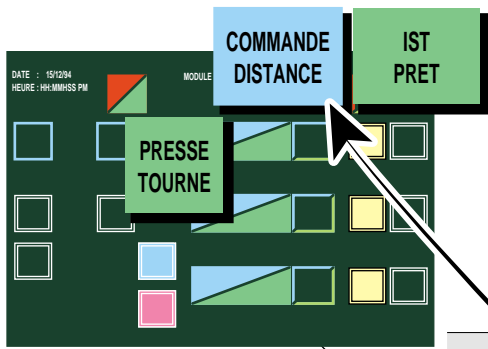 COMMANDE
DISTANCE
IST
PRET
DATE : 15/12/94
HEURE : HH:MMHSS PM
MODULE
PRESSE
TOURNE